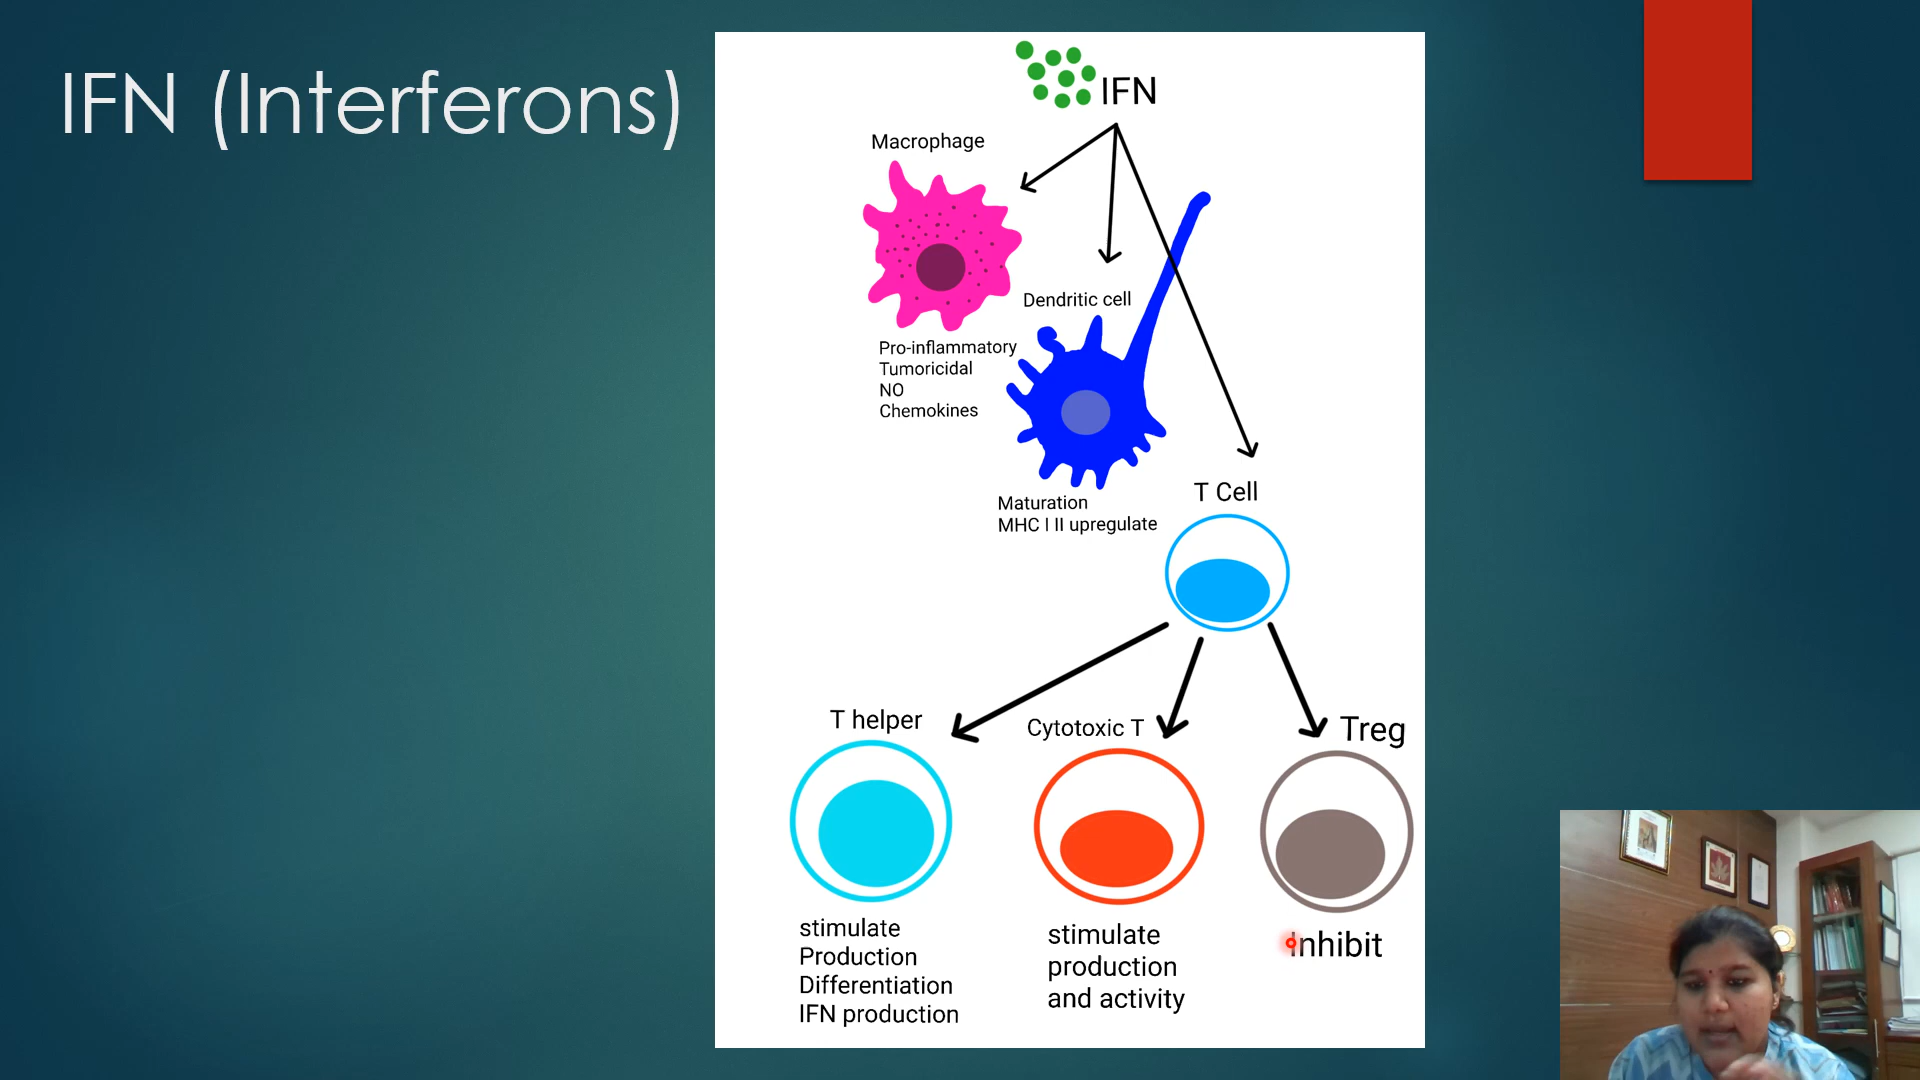 IFN (Interferons)
IFN
Macrophage
Dendritic cell
Pro-inflammatory
Tumoricidal
NO
Chemokines
Maturation
MHC I II upregulate
T Cell
T helper
Cytotoxic T
Treg
stimulate
Production
Differentiation
IFN production
stimulate
production
and activity
Inhibit